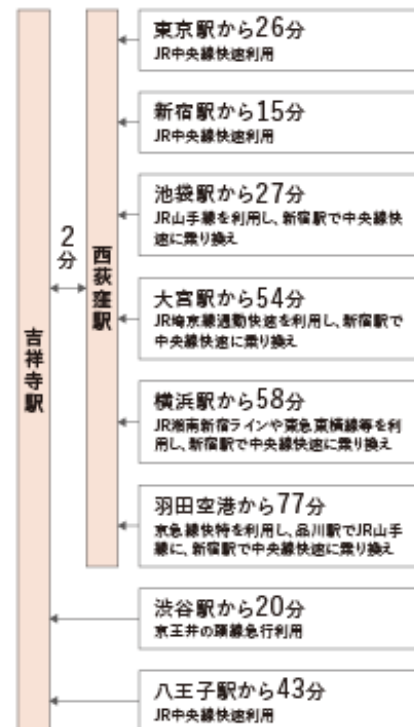 東京駅から26分
JR中央線快速利用
新宿駅から15分
JR中央線快速利用
池袋駅から27分
JR山手線を利用し、新宿駅で中央線快
速に乗り換え
2分
西荻窪駅
大宮駅から54分
JR埼京線通勤快速を利用し、新宿駅で
中央線快速に乗り換え
吉祥寺駅
横浜駅から58分
JR湘南新宿ラインや東急東横線等を利
用し、新宿駅で中央線快速に乗り換え
羽田空港から77分
京急線快特を利用し、品川駅でJR山手
線に、新宿駅で中央線快速に乗り換え
渋谷駅から20分
京王井の頭線急行利用
八王子駅から43分
JR中央線快速利用